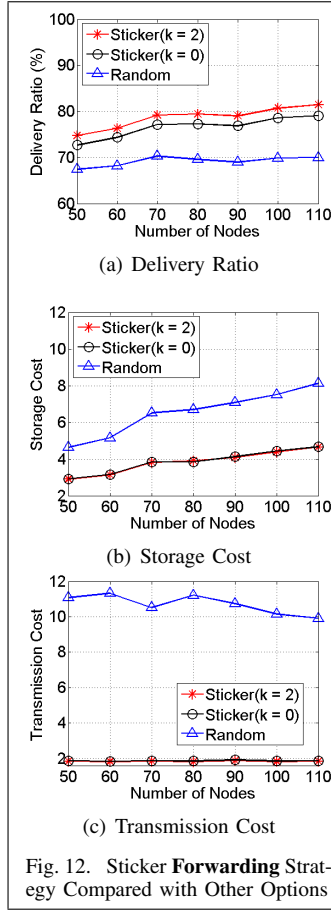 100
90
80
70
60
Delivery Ratio (%)
Sticker(k = 2)
Sticker(k = 0)
Random
50 60 70 80 90 100 110
Number of Nodes
(a) Delivery Ratio
12
10
8
6
4
2
Storage Cost
Sticker(k = 2)
Sticker(k = 0)
Random
50 60 70 80 90 100 110
Number of Nodes
(b) Storage Cost
12
10
8
6
4
2
Transmission Cost
Sticker(k = 2)
Sticker(k = 0)
Random
50 60 70 80 90 100 110
Number of Nodes
(c) Transmission Cost
Fig. 12. Sticker Forwarding Strat-
egy Compared with Other Options